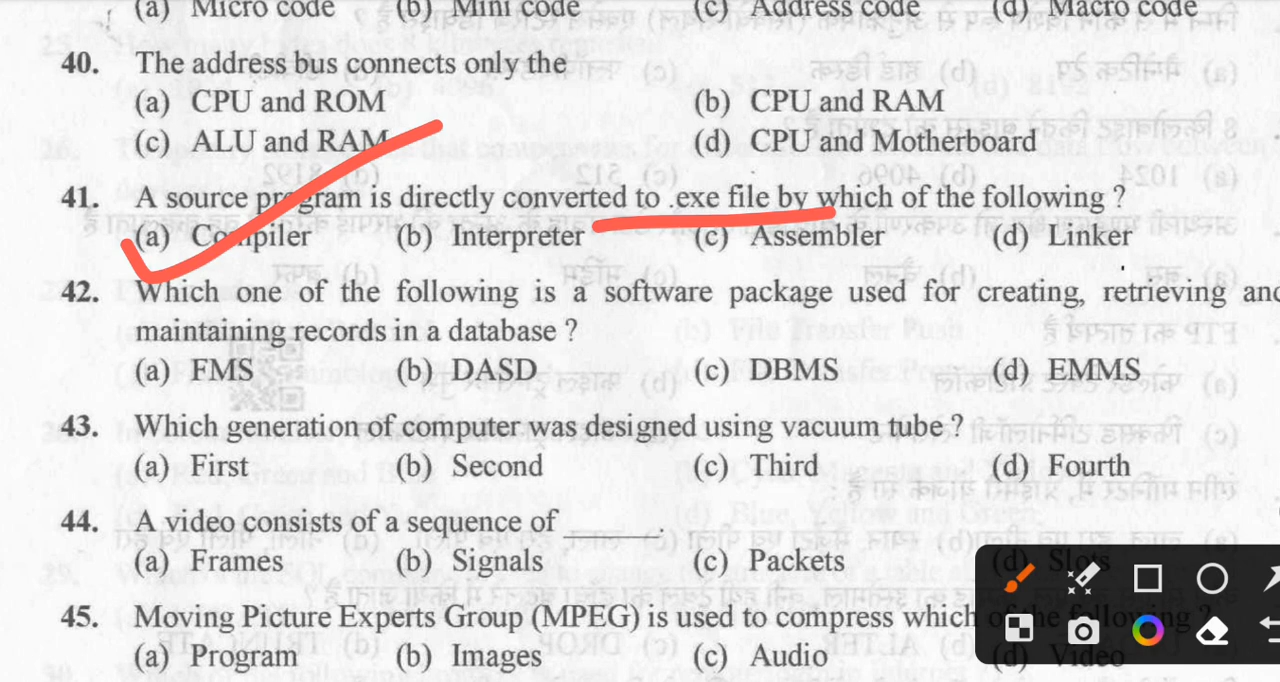 (a) Micro code (b) Mini code (c) Address code (d) Macro code
40. The address bus connects only the
(a) CPU and ROM (b) CPU and RAM
(c) ALU and RAM (d) CPU and Motherboard
41. A source program is directly converted to .exe file by which of the following ?
(a) Compiler (b) Interpreter (c) Assembler (d) Linker
42. Which one of the following is a software package used for creating, retrieving and
maintaining records in a database ?
(a) FMS (b) DASD (c) DBMS (d) EMMS
43. Which generation of computer was designed using vacuum tube ?
(a) First (b) Second (c) Third (d) Fourth
44. A video consists of a sequence of
(a) Frames (b) Signals (c) Packets (d) Slots
45. Moving Picture Experts Group (MPEG) is used to compress which of the following ?
(a) Program (b) Images (c) Audio (d) Video